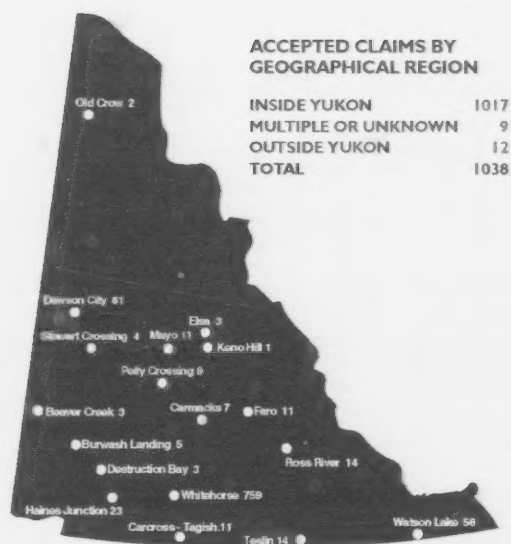 ACCEPTED CLAIMS BY
GEOGRAPHICAL REGION
INSIDE YUKON 1017
MULTIPLE OR UNKNOWN 9
OUTSIDE YUKON 12
TOTAL 1038
Old Crow 2
Dawson City 81
Elsa 3
Stewart Crossing 4
Mayo 11
Keno Hill 1
Pelly Crossing 9
Beaver Creek 3
Carmacks 7
Faro 11
Burwash Landing 5
Ross River 14
Destruction Bay 3
Haines Junction 23
Whitehorse 759
Carcross - Tagish 11
Teslin 14
Watson Lake 56